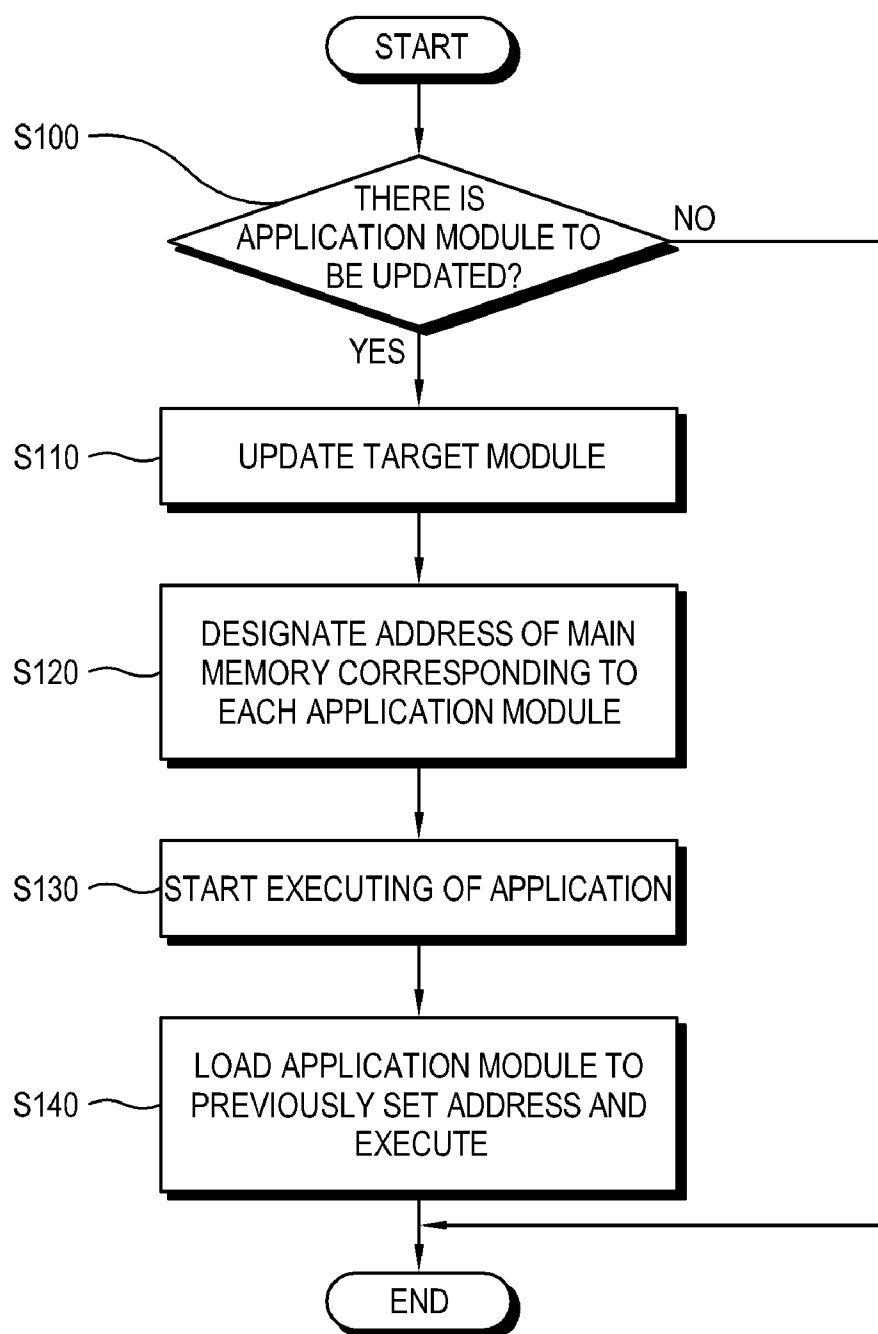 START
S100
THERE IS
APPLICATION MODULE TO
BE UPDATED?
NO
YES
S110
UPDATE TARGET MODULE
S120
DESIGNATE ADDRESS OF MAIN
MEMORY CORRESPONDING TO
EACH APPLICATION MODULE
S130
START EXECUTING OF APPLICATION
S140
LOAD APPLICATION MODULE TO
PREVIOUSLY SET ADDRESS AND
EXECUTE
END